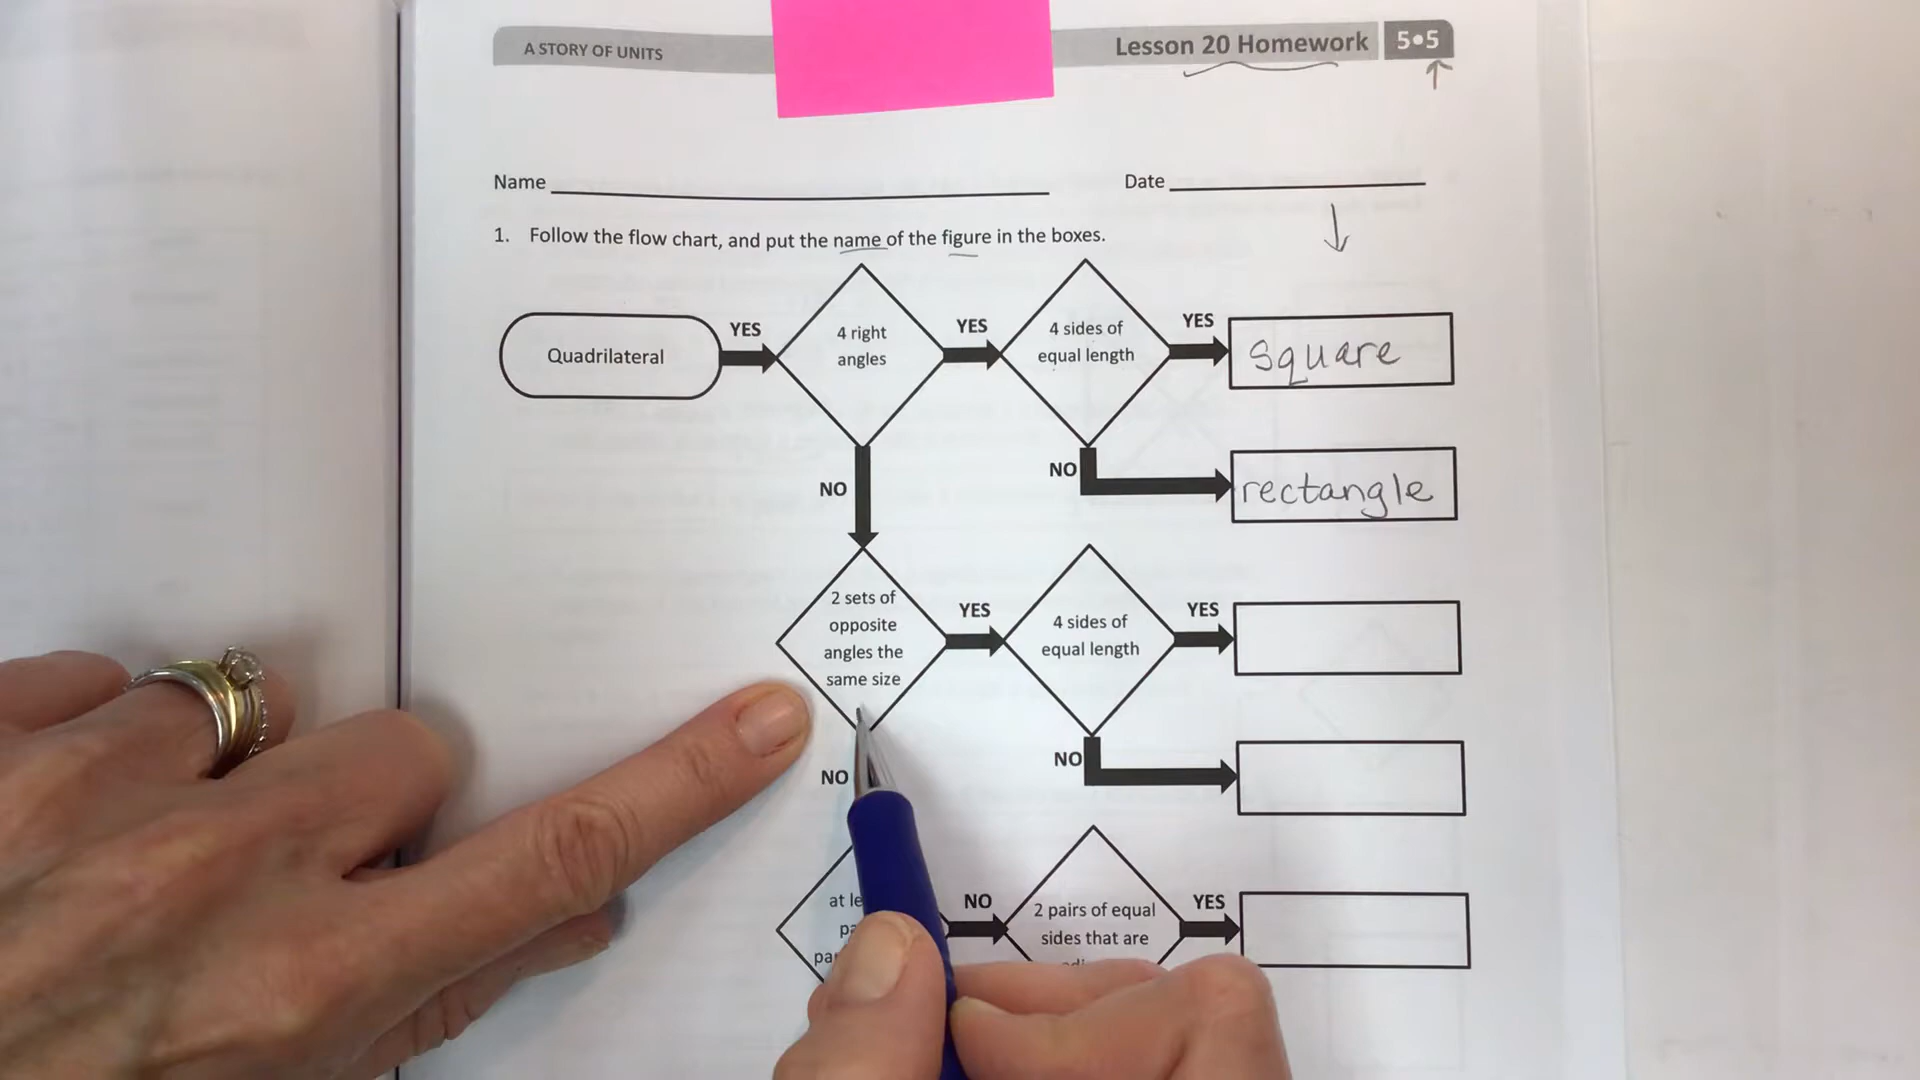 A STORY OF UNITS
Lesson 20 Homework 5•5
Name
Date
1. Follow the flow chart, and put the name of the figure in the boxes.
Quadrilateral
YES
4 right
angles
YES
4 sides of
equal length
YES
square
NO
rectangle
NO
2 sets of
opposite
angles the
same size
YES
4 sides of
equal length
YES
NO
NO
at
NO
2 pairs of equal
sides that are
YES